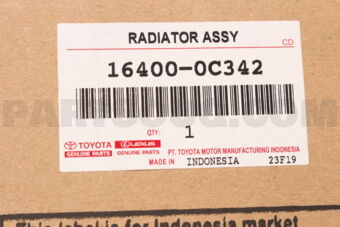 RADIATOR ASSY
CD
16400-0C342
QTY: 1
TOYOTA LEXUS
GENUINE PARTS GENUINE PARTS PT. TOYOTA MOTOR MANUFACTURING INDONESIA
MADE IN INDONESIA 23F19
This label is for Indonesia market